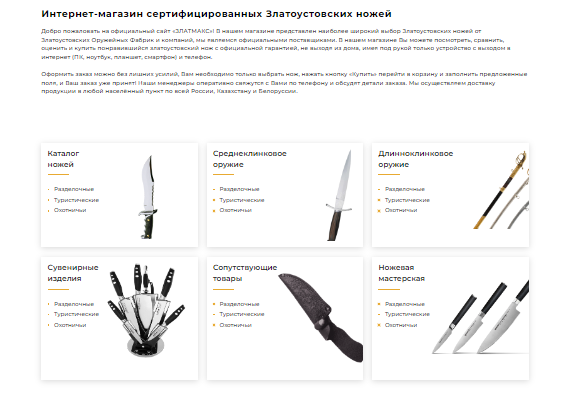 Интернет-магазин сертифицированных Златоустовских ножей
Добро пожаловать на официальный сайт «ЗЛАТМАКС»! В нашем магазине представлен наиболее широкий выбор Златоустовских ножей от
Златоустовских Оружейных Фабрик и компаний, мы являемся официальными поставщиками. В нашем магазине Вы можете посмотреть, сравнить,
оценить и купить понравившийся златоустовский нож с официальной гарантией, не выходя из дома, имея под рукой только устройство с выходом в
интернет (ПК, ноутбук, планшет, смартфон) и телефон.
Оформить заказ можно без лишних усилий, Вам необходимо только выбрать нож, нажать кнопку «Купить» перейти в корзину и заполнить предложенные
поля, и Ваш заказ уже принят! Наши менеджеры оперативно свяжутся с Вами по телефону и обсудят детали заказа. Мы осуществляем доставку
продукции в любой населённый пункт по всей России, Казахстану и Белоруссии.
Каталог
ножей
Разделочные
Туристические
Охотничьи
Среднеклинковое
оружие
Разделочные
Туристические
Охотничьи
Длинноклинковое
оружие
Разделочные
Туристические
Охотничьи
Сувенирные
изделия
Разделочные
Туристические
Охотничьи
Сопутствующие
товары
Разделочные
Туристические
Охотничьи
Ножевая
мастерская
Разделочные
Туристические
Охотничьи